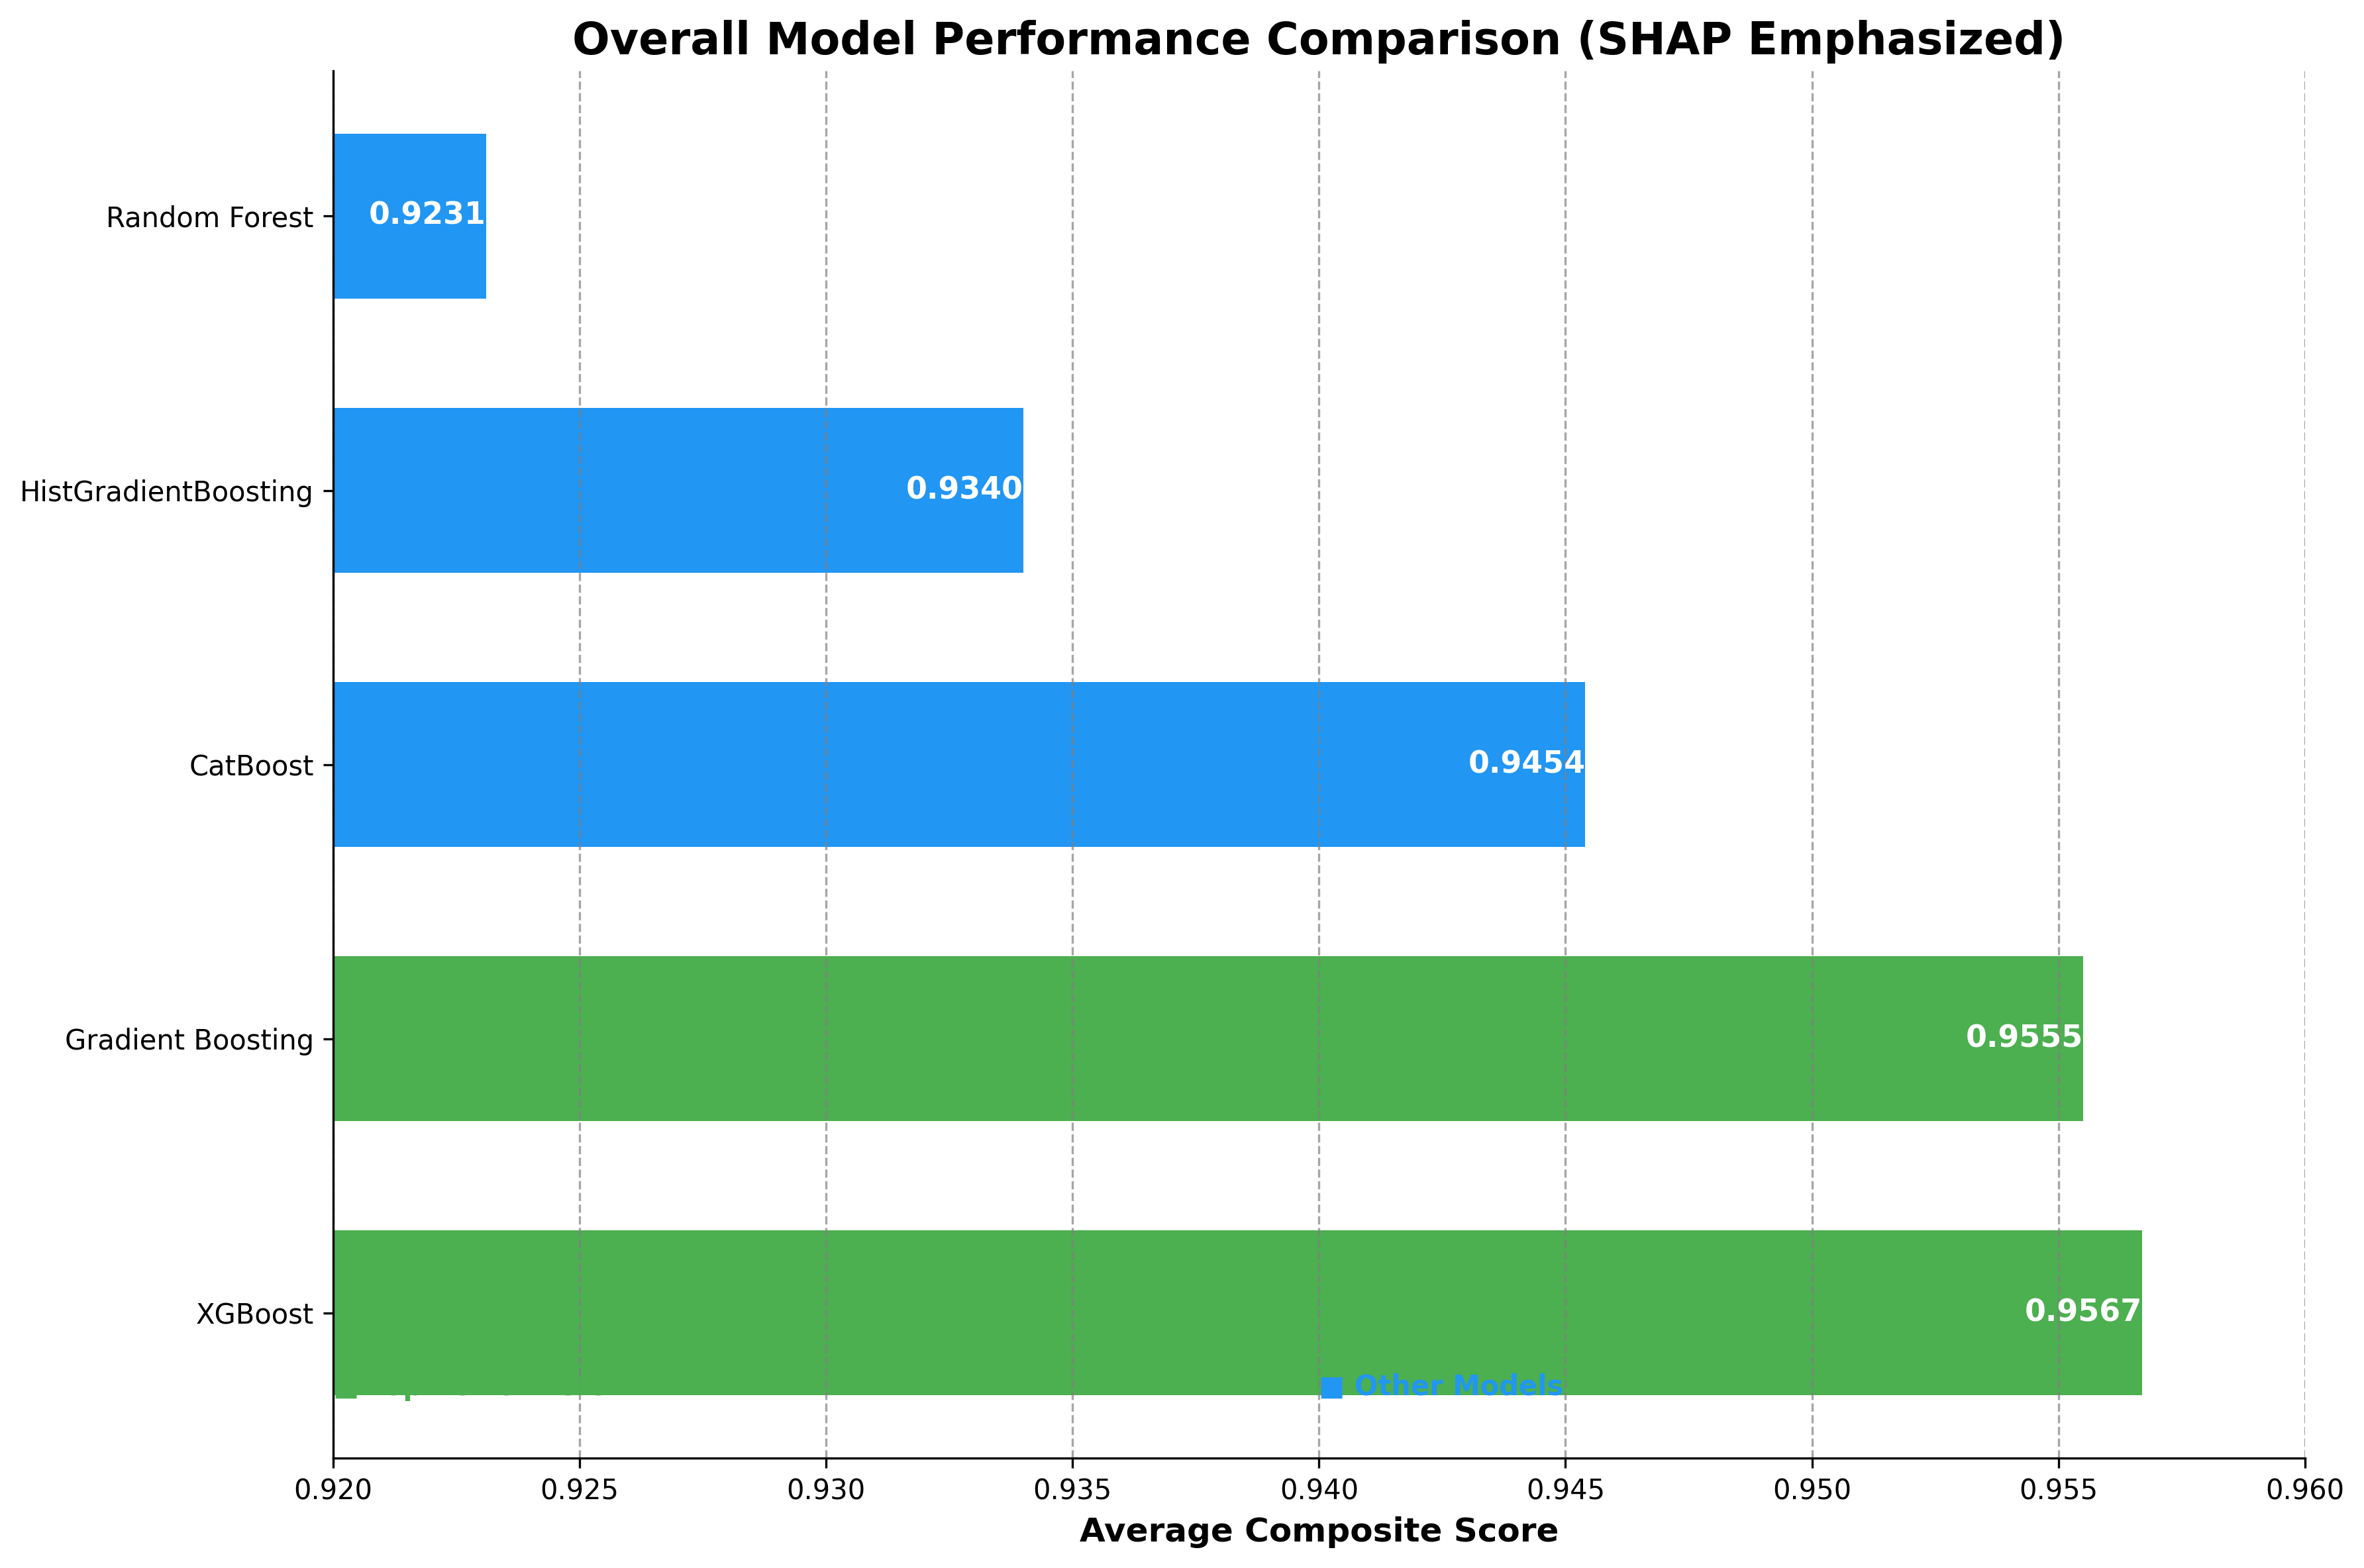 Overall Model Performance Comparison (SHAP Emphasized)
Random Forest
0.9231
HistGradientBoosting
0.9340
CatBoost
0.9454
Gradient Boosting
0.9555
XGBoost
0.9567
■ Other Models
0.920 0.925 0.930 0.935 0.940 0.945 0.950 0.955 0.960
Average Composite Score